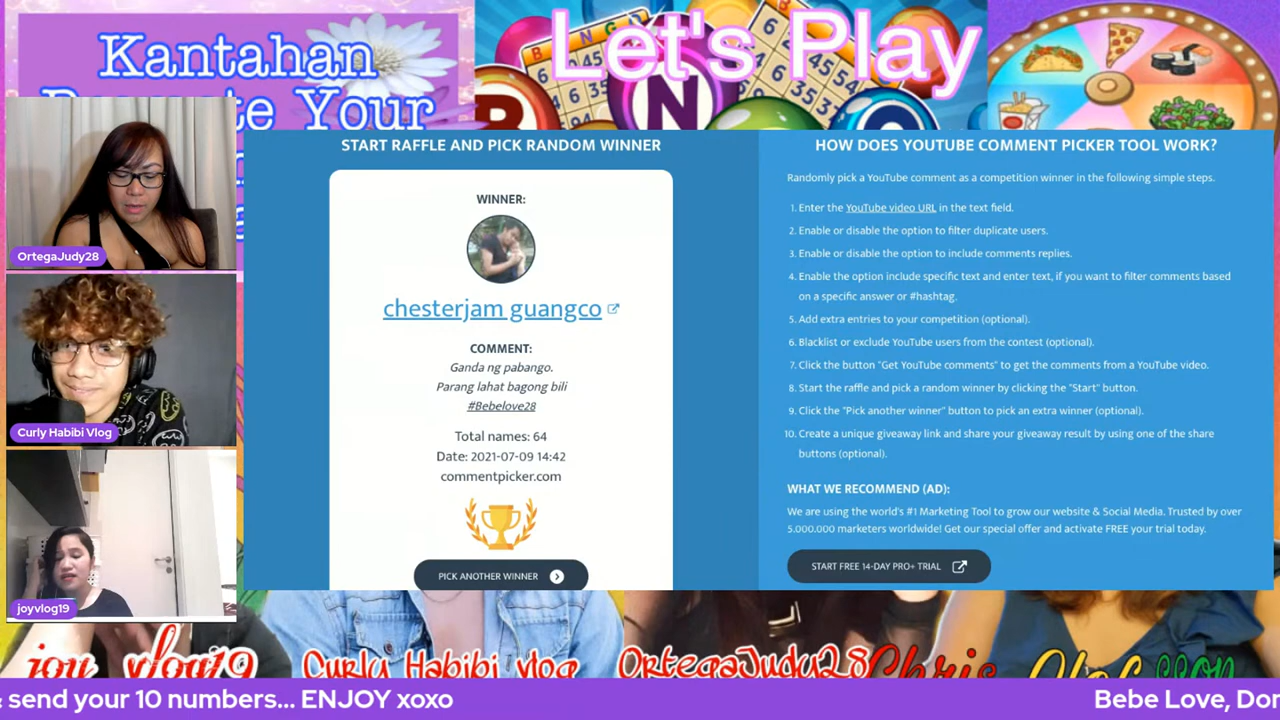 Kantahan
Let's Play
Your
START RAFFLE AND PICK RANDOM WINNER
WINNER:
chesterjam guangco
COMMENT:
Ganda ng pabango.
Parang lahat bagong bili
#Bebelove28
Total names: 64
Date: 2021-07-09 14:42
commentpicker.com
PICK ANOTHER WINNER
HOW DOES YOUTUBE COMMENT PICKER TOOL WORK?
Randomly pick a YouTube comment as a competition winner in the following simple steps.
1. Enter the YouTube video URL in the text field.
2. Enable or disable the option to filter duplicate users.
3. Enable or disable the option to include comments replies.
4. Enable the option include specific text and enter text, if you want to filter comments based
on a specific answer or #hashtag.
5. Add extra entries to your competition (optional).
6. Blacklist or exclude YouTube users from the contest (optional).
7. Click the button "Get YouTube comments" to get the comments from a YouTube video.
8. Start the raffle and pick a random winner by clicking the "Start" button.
9. Click the "Pick another winner" button to pick an extra winner (optional).
10. Create a unique giveaway link and share your giveaway result by using one of the share
buttons (optional).
WHAT WE RECOMMEND (AD):
We are using the world's #1 Marketing Tool to grow our website & Social Media. Trusted by over
5.000.000 marketers worldwide! Get our special offer and activate FREE your trial today.
START FREE 14-DAY PRO+ TRIAL
OrtegaJudy28
Curly Habibi Vlog
joyvlog19
joy vlog19 Curly Habibi vlog OrtegaJudy28 Chris
send your 10 numbers... ENJOY xoxo
Bebe Love,